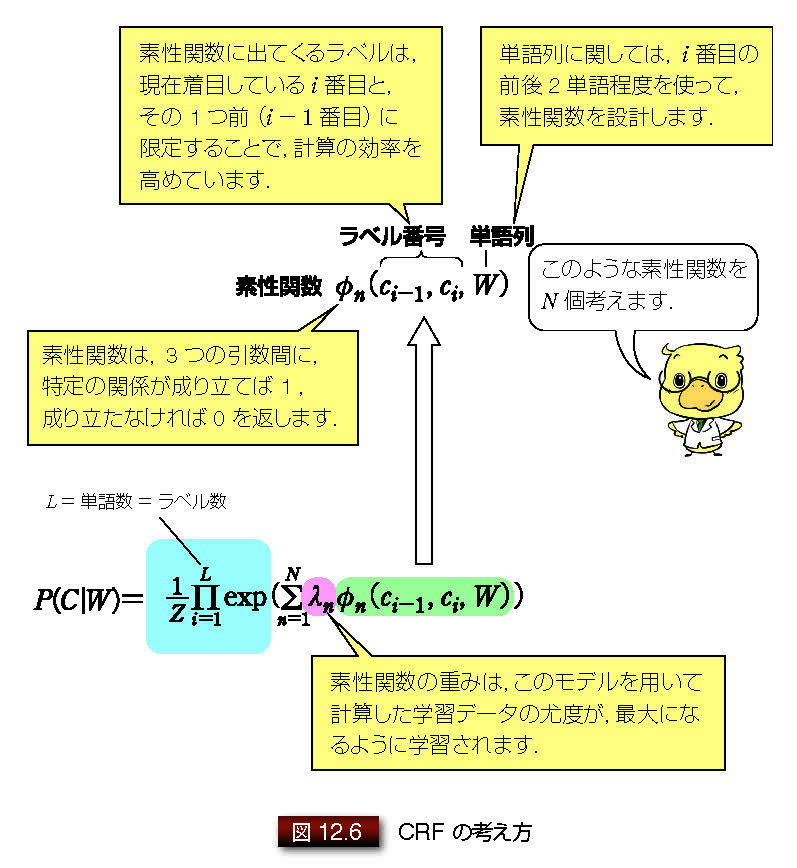 素性関数に出てくるラベルは,
現在着目している i 番目と,
その 1 つ前 (i－1 番目) に
限定することで, 計算の効率を
高めています.
単語列に関しては, i 番目の
前後 2 単語程度を使って,
素性関数を設計します.
ラベル番号 単語列
素性関数 ϕₙ(cᵢ₋₁, cᵢ, W)
このような素性関数を
N 個考えます.
素性関数は, 3 つの引数間に,
特定の関係が成り立てば 1 ,
成り立たなければ 0 を返します.
L = 単語数 = ラベル数
P(C|W)= 1/Z ∏_{i=1}^{L} exp(∑_{n=1}^{N} λₙϕₙ(cᵢ₋₁, cᵢ, W))
素性関数の重みは, このモデルを用いて
計算した学習データの尤度が, 最大にな
るように学習されます.
図 12.6 CRF の考え方